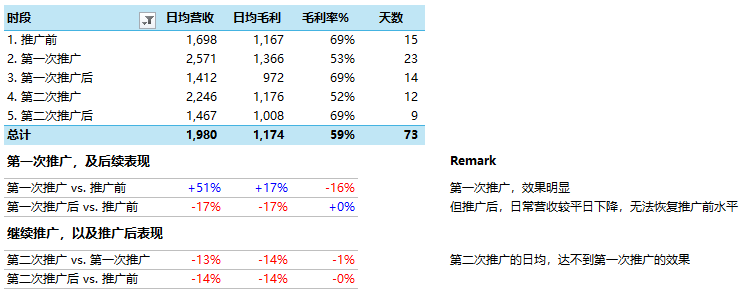 时段 日均营收 日均毛利 毛利率% 天数
1. 推广前 1,698 1,167 69% 15
2. 第一次推广 2,571 1,366 53% 23
3. 第一次推广后 1,412 972 69% 14
4. 第二次推广 2,246 1,176 52% 12
5. 第二次推广后 1,467 1,008 69% 9
总计 1,980 1,174 59% 73
第一次推广，及后续表现 Remark
第一次推广 vs. 推广前 +51% +17% -16% 第一次推广，效果明显
第一次推广后 vs. 推广前 -17% -17% +0% 但推广后，日常营收较平日下降，无法恢复推广前水平
继续推广，以及推广后表现
第二次推广 vs. 第一次推广 -13% -14% -1% 第二次推广的日均，达不到第一次推广的效果
第二次推广后 vs. 推广前 -14% -14% -0%